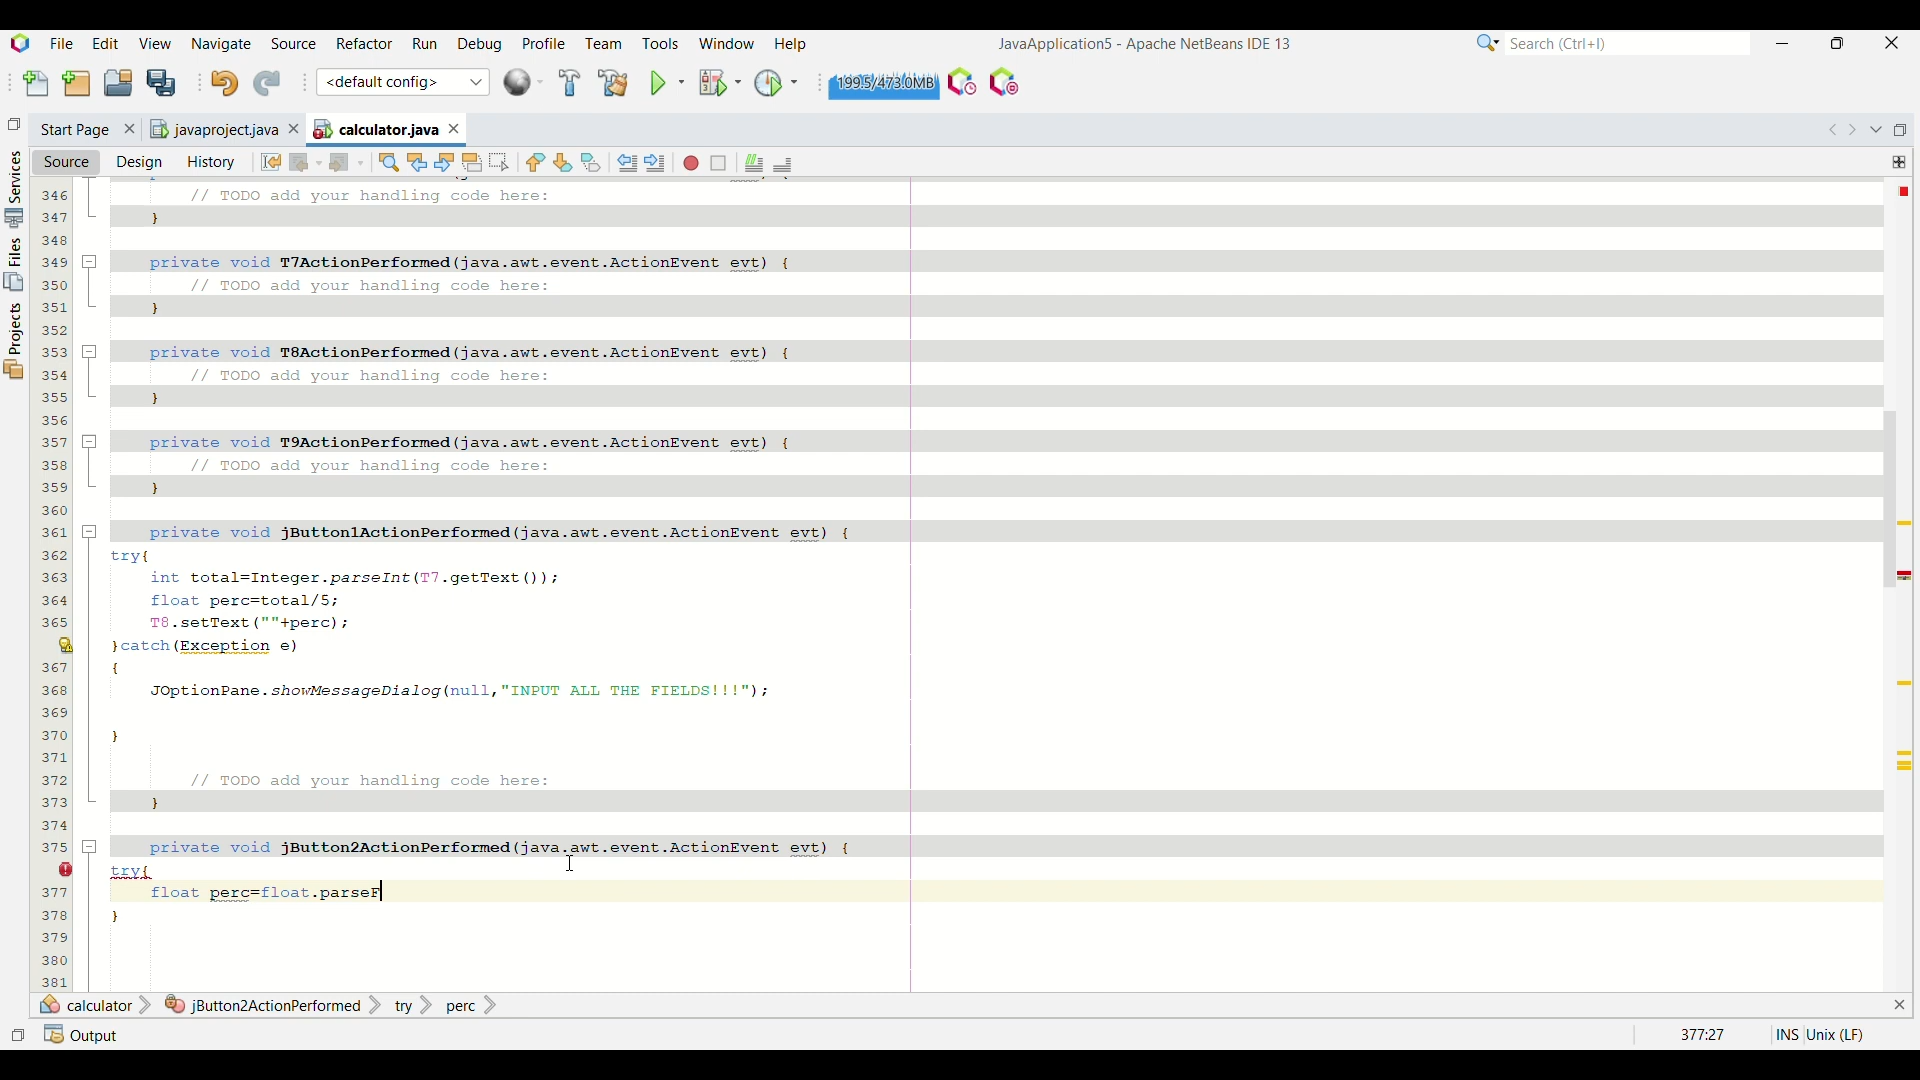 File Edit View Navigate Source Refactor Run Debug Profile Team Tools Window Help JavaApplication5 - Apache NetBeans IDE 13 Search (Ctrl+I)
<default config> 199.5/473.0MB
Start Page javaproject.java calculator.java
Source Design History
Services
Files
Projects
346 // TODO add your handling code here:
347 }
348
349 private void T7ActionPerformed(java.awt.event.ActionEvent evt) {
350 // TODO add your handling code here:
351 }
352
353 private void T8ActionPerformed(java.awt.event.ActionEvent evt) {
354 // TODO add your handling code here:
355 }
356
357 private void T9ActionPerformed(java.awt.event.ActionEvent evt) {
358 // TODO add your handling code here:
359 }
360
361 private void jButton1ActionPerformed(java.awt.event.ActionEvent evt) {
362 try{
363 int total=Integer.parseInt(T7.getText());
364 float perc=total/5;
365 T8.setText(""+perc);
}catch(Exception e)
367 {
368 JOptionPane.showMessageDialog(null,"INPUT ALL THE FIELDS!!!");
369
370 }
371
372 // TODO add your handling code here:
373 }
374
375 private void jButton2ActionPerformed(java.awt.event.ActionEvent evt) {
try{
377 float perc=float.parseF
378 }
379
380
381
calculator jButton2ActionPerformed try perc
Output 377:27 INS Unix (LF)